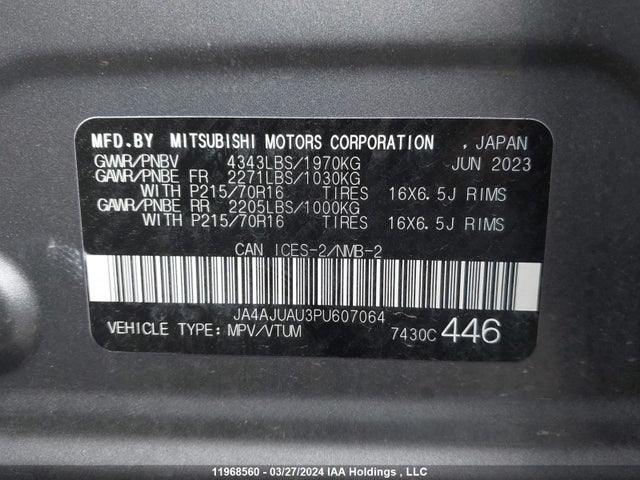 MFD.BY MITSUBISHI MOTORS CORPORATION , JAPAN
GWR/PNBV 4343LBS/1970KG JUN 2023
GAWR/PNBE FR 2271LBS/1030KG
WITH P215/70R16 TIRES 16X6.5J RIMS
GAWR/PNBE RR 2205LBS/1000KG
WITH P215/70R16 TIRES 16X6.5J RIMS
CAN ICES-2/NMB-2
JA4AJUAU3PU607064
VEHICLE TYPE: MPV/VTUM 7430C 446
11968560 - 03/27/2024 IAA Holdings , LLC